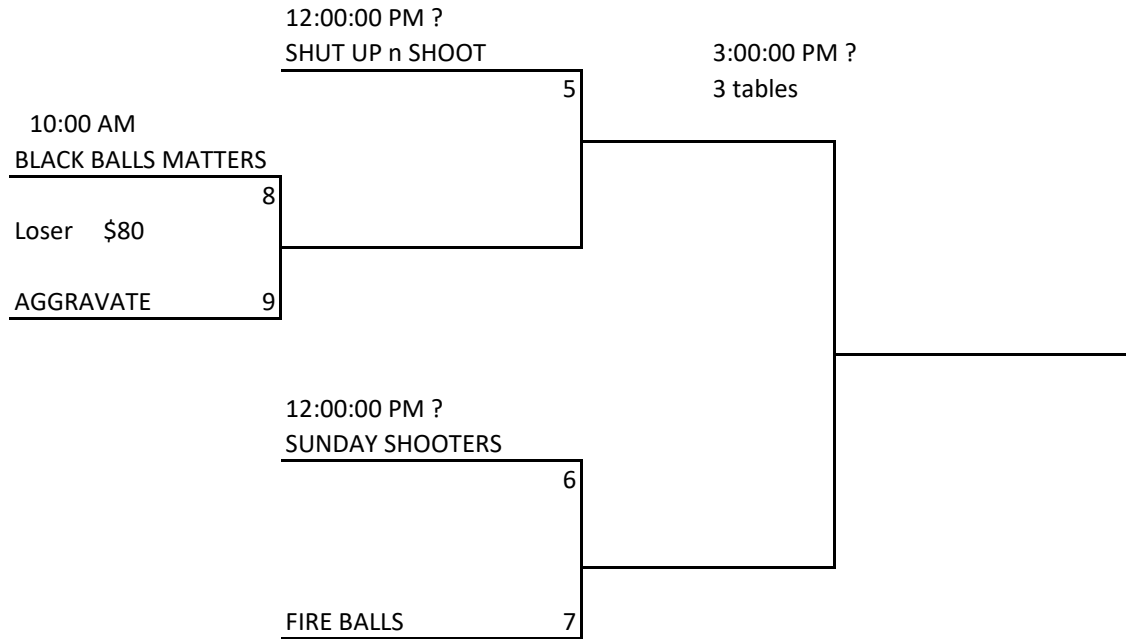 12:00:00 PM ?
SHUT UP n SHOOT
3:00:00 PM ?
5
3 tables
10:00 AM
BLACK BALLS MATTERS
8
Loser $80
AGGRAVATE 9
12:00:00 PM ?
SUNDAY SHOOTERS
6
FIRE BALLS 7